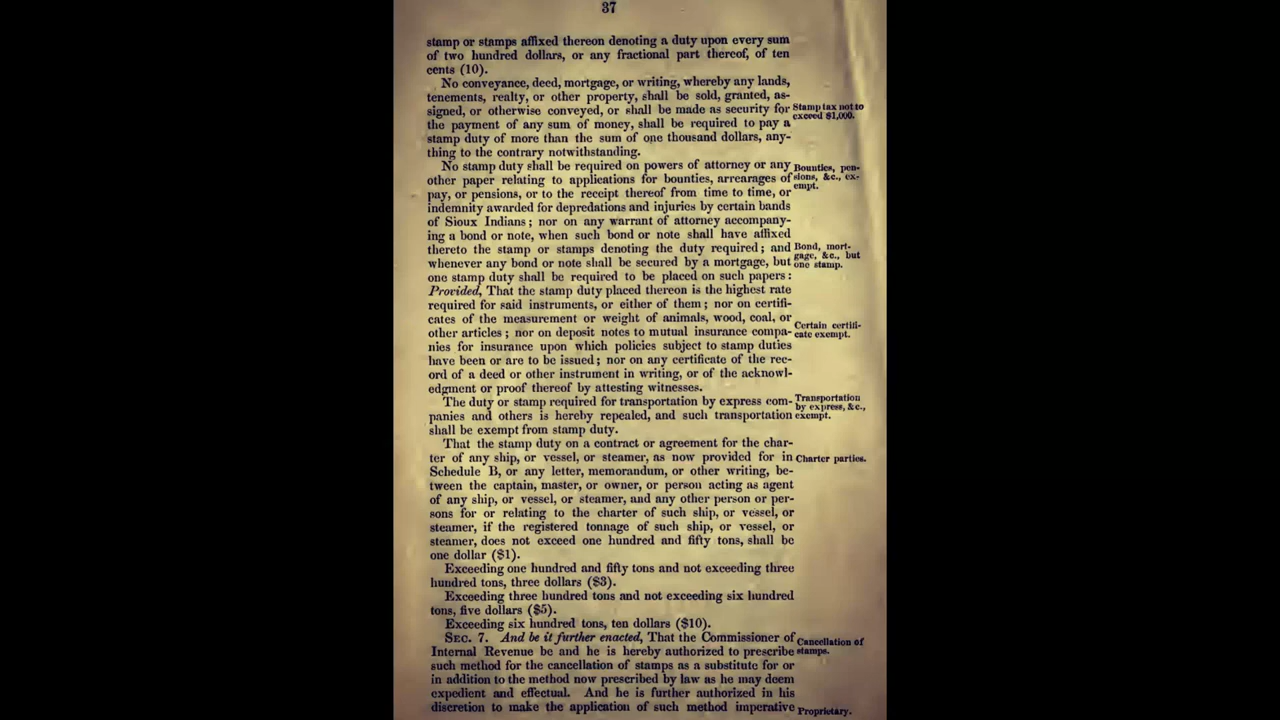 37
stamp or stamps affixed thereon denoting a duty upon every sum
of two hundred dollars, or any fractional part thereof, of ten
cents (10).
No conveyance, deed, mortgage, or writing, whereby any lands,
tenements, realty, or other property, shall be sold, granted, as-
signed, or otherwise conveyed, or shall be made as security for
the payment of any sum of money, shall be required to pay a
stamp duty of more than the sum of one thousand dollars, any-
thing to the contrary notwithstanding.
Stamp tax not to
exceed $1,000.
No stamp duty shall be required on powers of attorney or any
other paper relating to applications for bounties, arrearages of
pay, or pensions, or to the receipt thereof from time to time, or
indemnity awarded for depredations and injuries by certain bands
of Sioux Indians; nor on any warrant of attorney accompany-
ing a bond or note, when such bond or note shall have affixed
thereto the stamp or stamps denoting the duty required; and
whenever any bond or note shall be secured by a mortgage, but
one stamp duty shall be required to be placed on such papers:
Provided, That the stamp duty placed thereon is the highest rate
required for said instruments, or either of them; nor on certifi-
cates of the measurement or weight of animals, wood, coal, or
other articles; nor on deposit notes to mutual insurance compa-
nies for insurance upon which policies subject to stamp duties
have been or are to be issued; nor on any certificate of the rec-
ord of a deed or other instrument in writing, or of the acknowl-
edgment or proof thereof by attesting witnesses.
Bounties, pen-
sions, &c., ex-
empt.
Bond, mort-
gage, &c., but
one stamp.
Certain certifi-
cate exempt.
The duty or stamp required for transportation by express com-
panies and others is hereby repealed, and such transportation
shall be exempt from stamp duty.
Transportation
by express, &c.,
exempt.
That the stamp duty on a contract or agreement for the char-
ter of any ship, or vessel, or steamer, as now provided for in
Schedule B, or any letter, memorandum, or other writing, be-
tween the captain, master, or owner, or person acting as agent
of any ship, or vessel, or steamer, and any other person or per-
sons for or relating to the charter of such ship, or vessel, or
steamer, if the registered tonnage of such ship, or vessel, or
steamer, does not exceed one hundred and fifty tons, shall be
one dollar ($1).
Charter parties.
Exceeding one hundred and fifty tons and not exceeding three
hundred tons, three dollars ($3).
Exceeding three hundred tons and not exceeding six hundred
tons, five dollars ($5).
Exceeding six hundred tons, ten dollars ($10).
SEC. 7. And be it further enacted, That the Commissioner of
Internal Revenue be and he is hereby authorized to prescribe
such method for the cancellation of stamps as a substitute for or
in addition to the method now prescribed by law as he may deem
expedient and effectual. And he is further authorized in his
discretion to make the application of such method imperative
Cancellation of
stamps.
Proprietary.